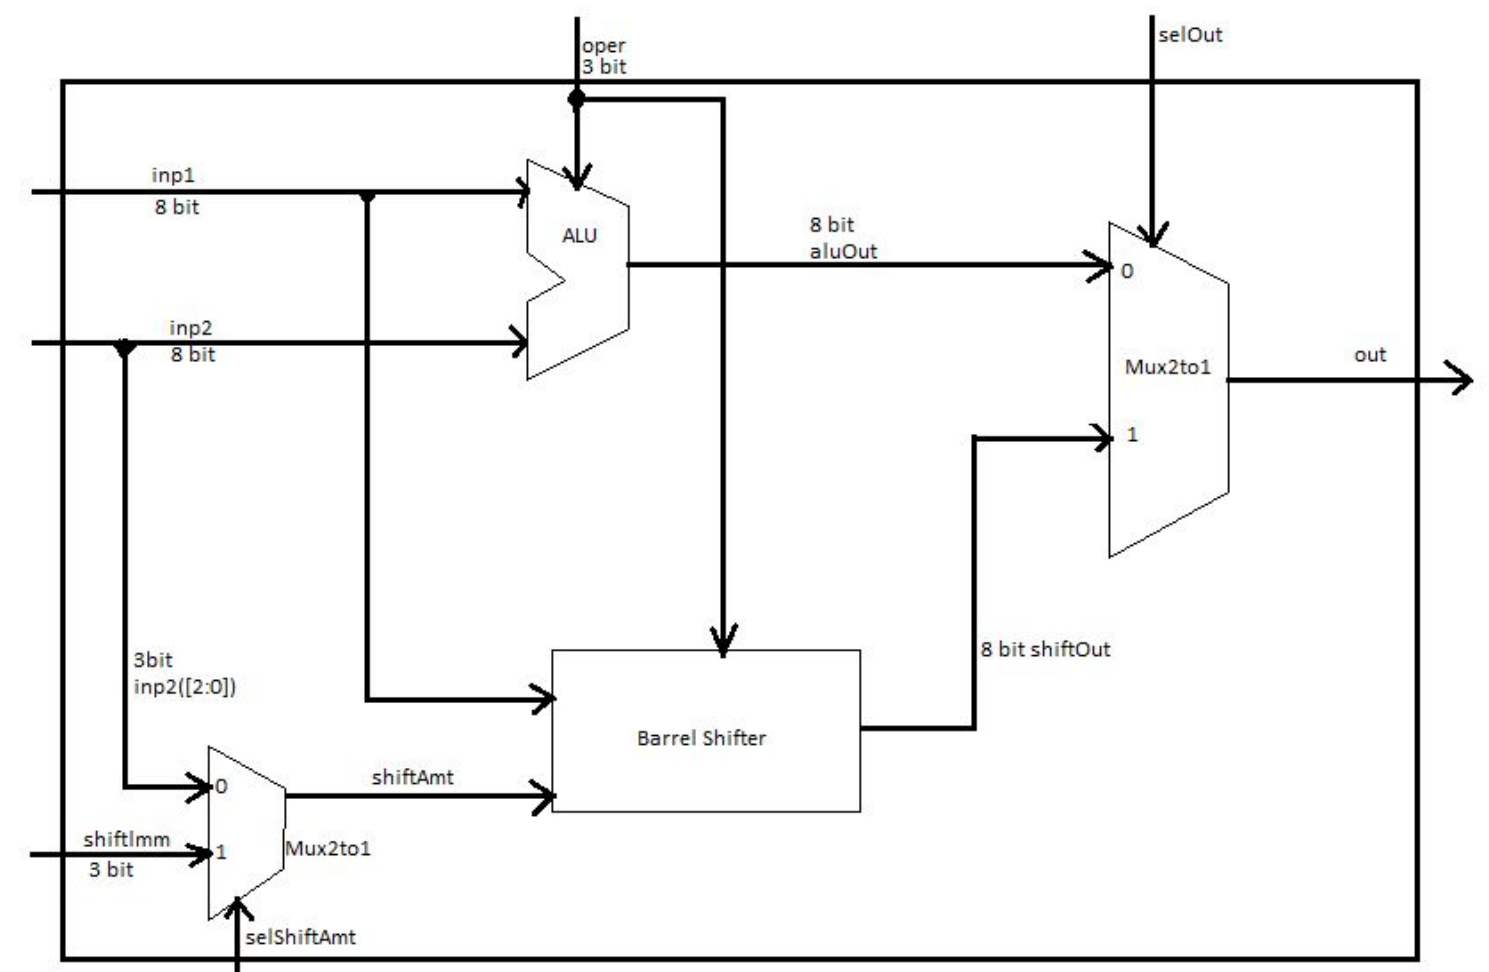 oper
3 bit
selOut
inp1
8 bit
ALU
8 bit
aluOut
0
inp2
8 bit
Mux2to1
out
1
3bit
inp2([2:0])
8 bit shiftOut
Barrel Shifter
0
shiftAmt
shiftImm
3 bit
1
Mux2to1
selShiftAmt